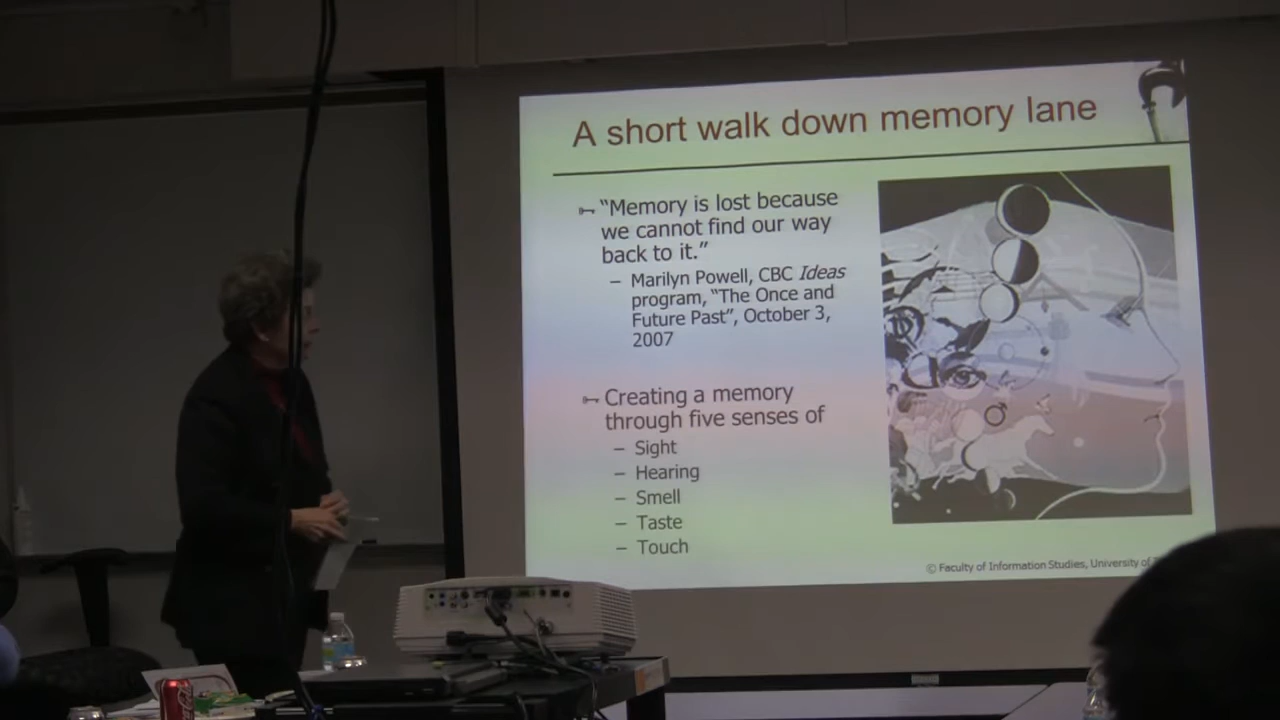 A short walk down memory lane
“Memory is lost because
we cannot find our way
back to it.”
– Marilyn Powell, CBC Ideas
program, “The Once and
Future Past”, October 3,
2007
Creating a memory
through five senses of
– Sight
– Hearing
– Smell
– Taste
– Touch
© Faculty of Information Studies, University of